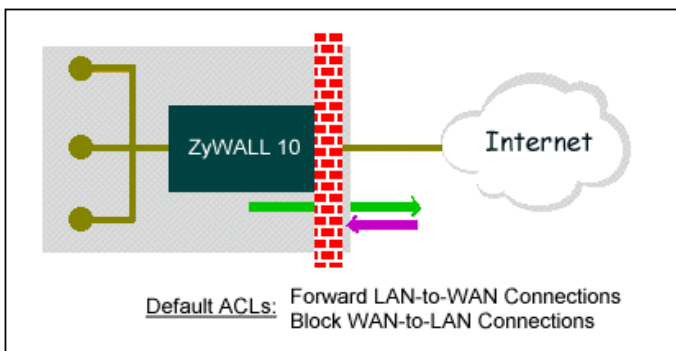 ZyWALL 10
Internet
Default ACLs: Forward LAN-to-WAN Connections
Block WAN-to-LAN Connections